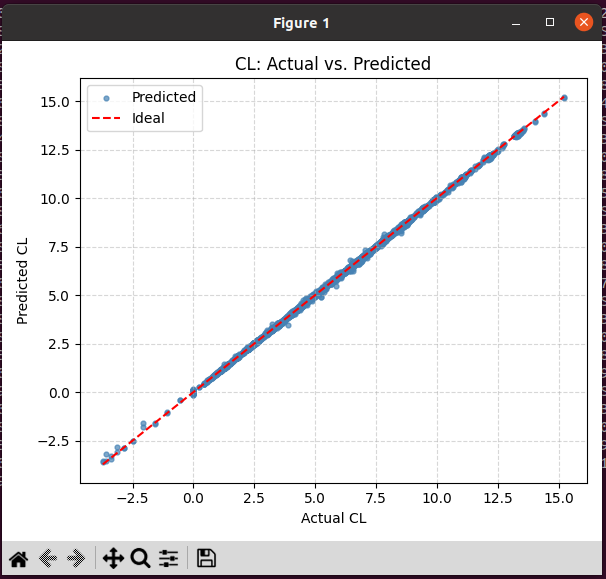 Figure 1
CL: Actual vs. Predicted
Predicted
Ideal
15.0
12.5
10.0
7.5
5.0
2.5
0.0
−2.5
Predicted CL
−2.5 0.0 2.5 5.0 7.5 10.0 12.5 15.0
Actual CL